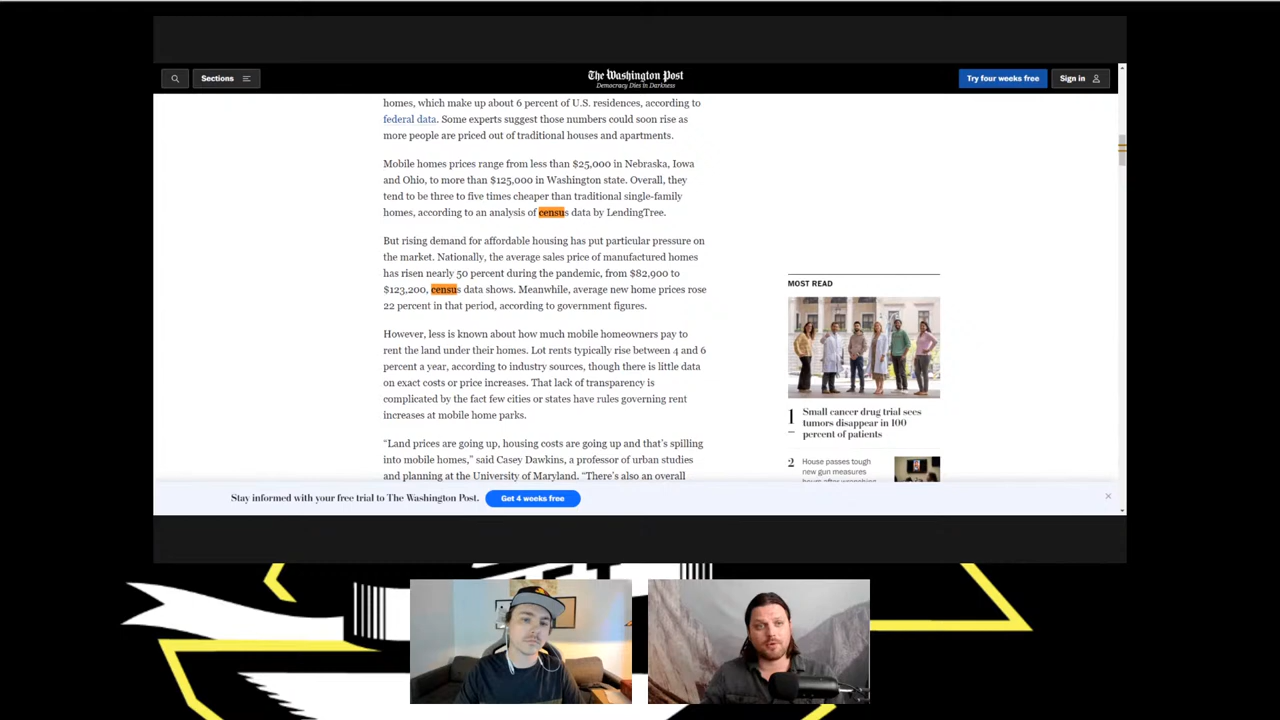 Sections
The Washington Post
Democracy Dies in Darkness
Try four weeks free
Sign in
homes, which make up about 6 percent of U.S. residences, according to
federal data. Some experts suggest those numbers could soon rise as
more people are priced out of traditional houses and apartments.
Mobile homes prices range from less than $25,000 in Nebraska, Iowa
and Ohio, to more than $125,000 in Washington state. Overall, they
tend to be three to five times cheaper than traditional single-family
homes, according to an analysis of census data by LendingTree.
But rising demand for affordable housing has put particular pressure on
the market. Nationally, the average sales price of manufactured homes
has risen nearly 50 percent during the pandemic, from $82,900 to
$123,200, census data shows. Meanwhile, average new home prices rose
22 percent in that period, according to government figures.
However, less is known about how much mobile homeowners pay to
rent the land under their homes. Lot rents typically rise between 4 and 6
percent a year, according to industry sources, though there is little data
on exact costs or price increases. That lack of transparency is
complicated by the fact few cities or states have rules governing rent
increases at mobile home parks.
“Land prices are going up, housing costs are going up and that’s spilling
into mobile homes,” said Casey Dawkins, a professor of urban studies
and planning at the University of Maryland. “There’s also an overall
MOST READ
1
Small cancer drug trial sees
tumors disappear in 100
percent of patients
2
House passes tough
new gun measures
hours after wrenching
Stay informed with your free trial to The Washington Post.
Get 4 weeks free